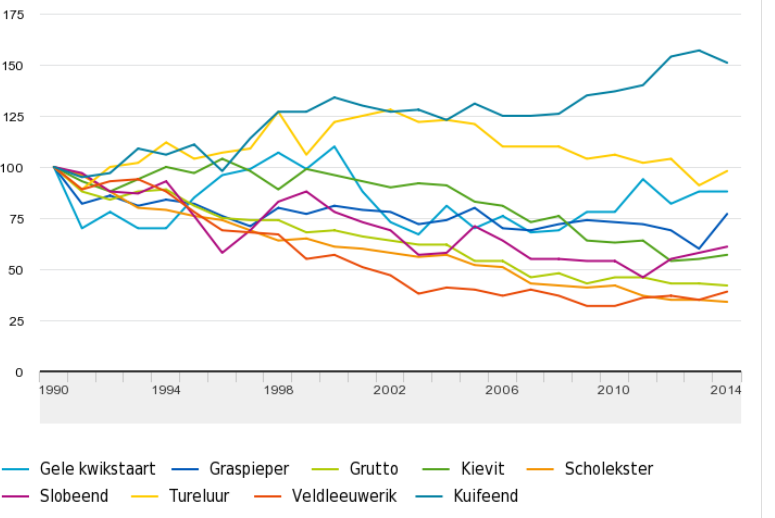 175
150
125
100
75
50
25
0
1990 1994 1998 2002 2006 2010 2014
Gele kwikstaart Graspieper Grutto Kievit Scholekster
Slobeend Tureluur Veldleeuwerik Kuifeend